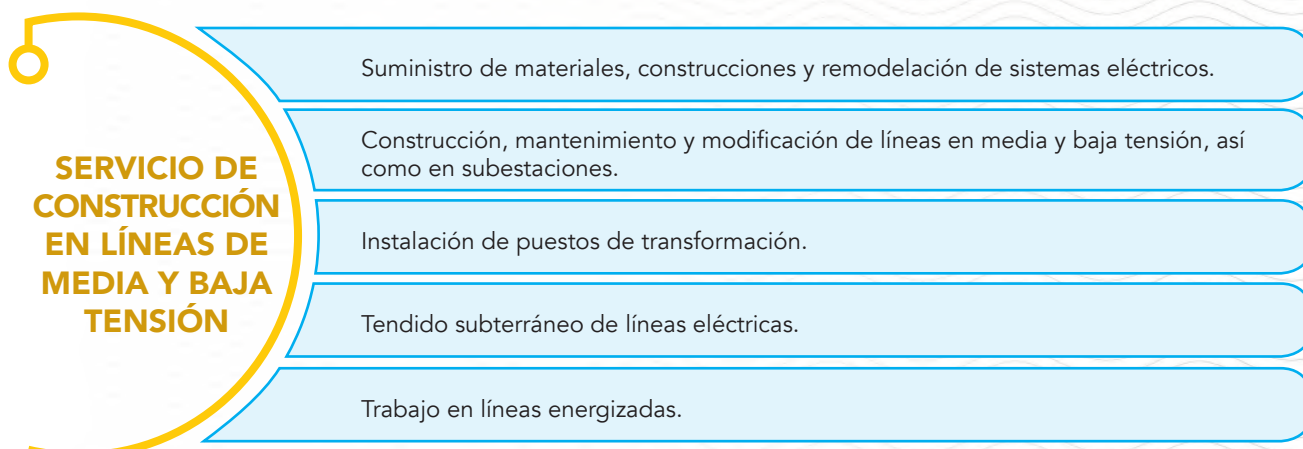 SERVICIO DE
CONSTRUCCIÓN
EN LÍNEAS DE
MEDIA Y BAJA
TENSIÓN
Suministro de materiales, construcciones y remodelación de sistemas eléctricos.
Construcción, mantenimiento y modificación de líneas en media y baja tensión, así
como en subestaciones.
Instalación de puestos de transformación.
Tendido subterráneo de líneas eléctricas.
Trabajo en líneas energizadas.